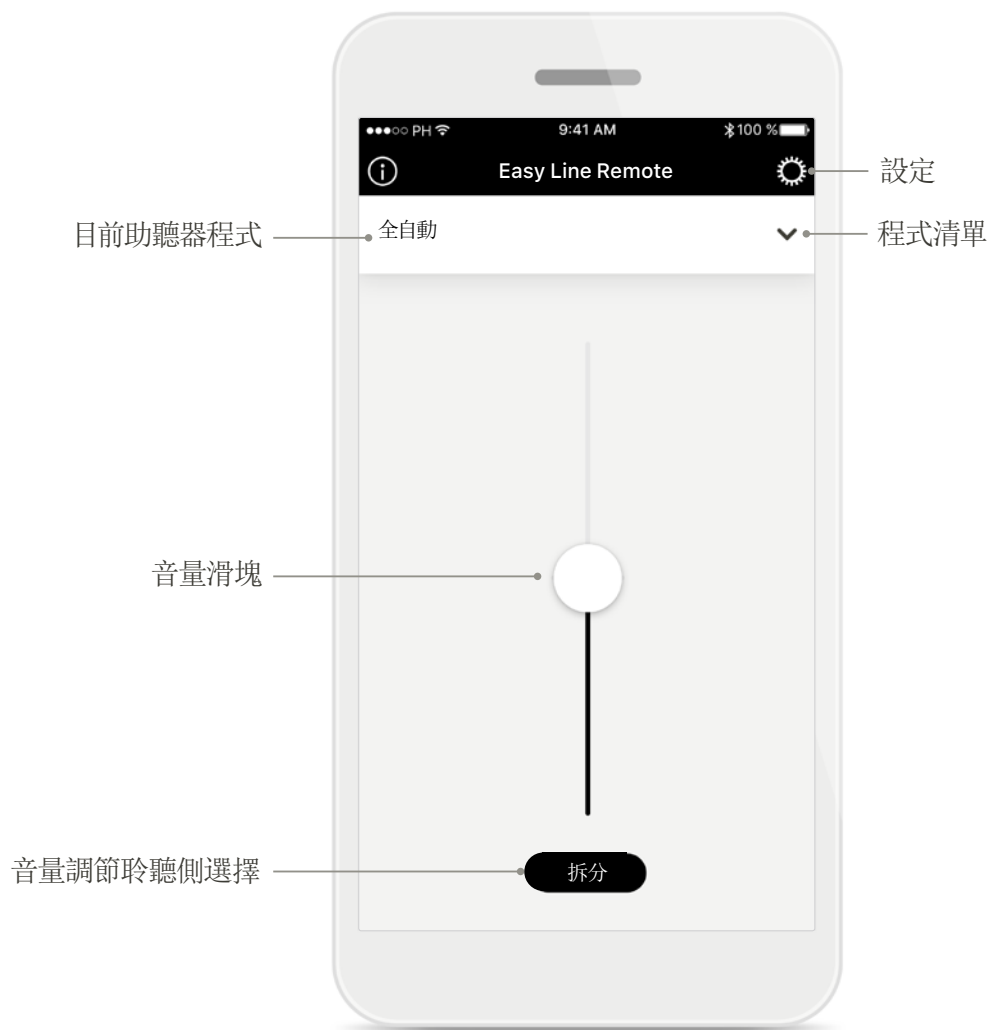 PH 9:41 AM 100 %
Easy Line Remote
設定
目前助聽器程式
全自動
程式清單
音量滑塊
音量調節聆聽側選擇
拆分